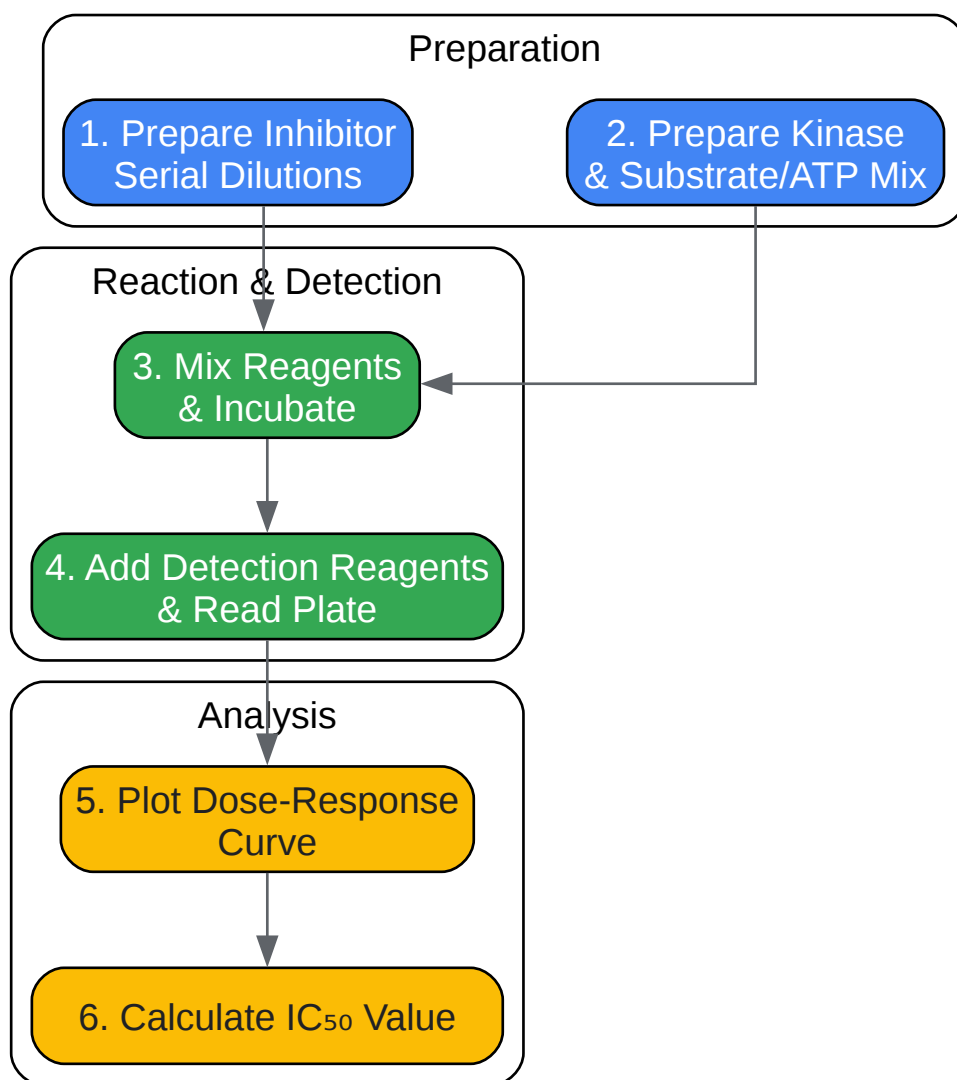 Preparation
1. Prepare Inhibitor
Serial Dilutions
2. Prepare Kinase
& Substrate/ATP Mix
Reaction & Detection
3. Mix Reagents
& Incubate
4. Add Detection Reagents
& Read Plate
Analysis
5. Plot Dose-Response
Curve
6. Calculate IC₅₀ Value